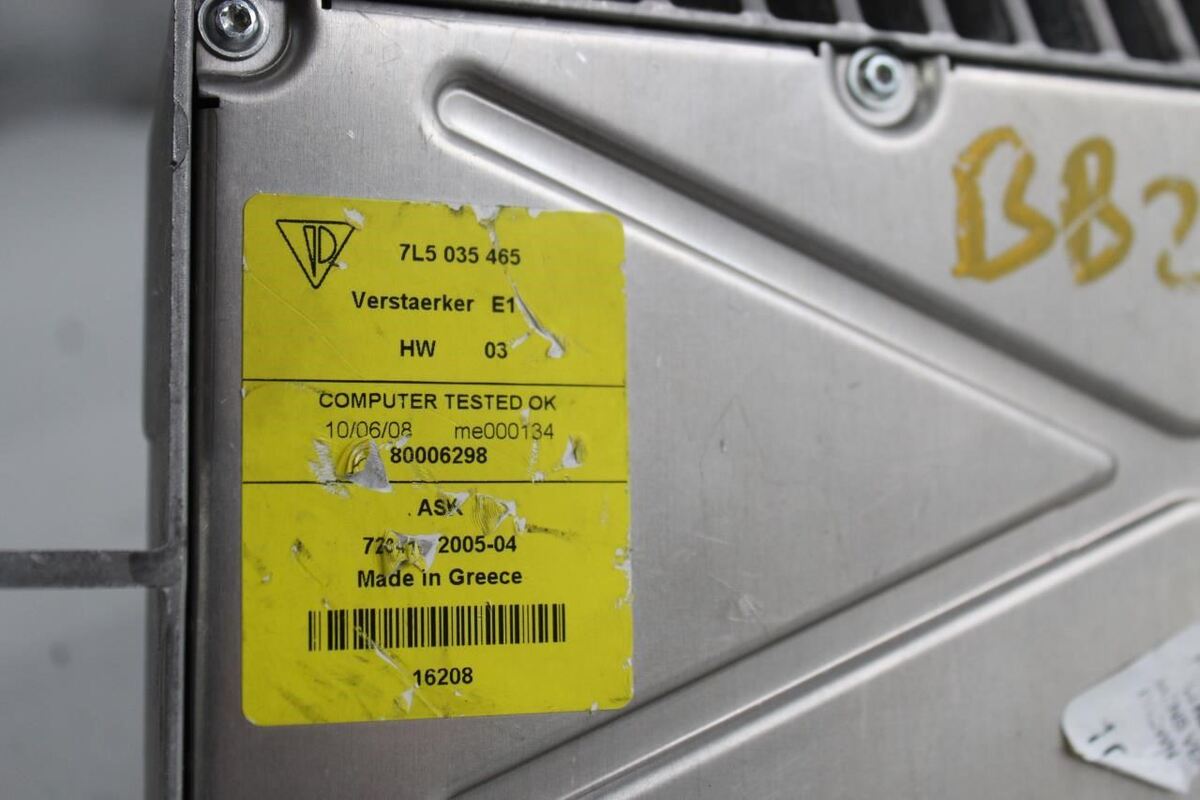 7L5 035 465
Verstaerker E1
HW 03
COMPUTER TESTED OK
10/06/08 me000134
80006298
ASK
2005-04
Made in Greece
16208
BB